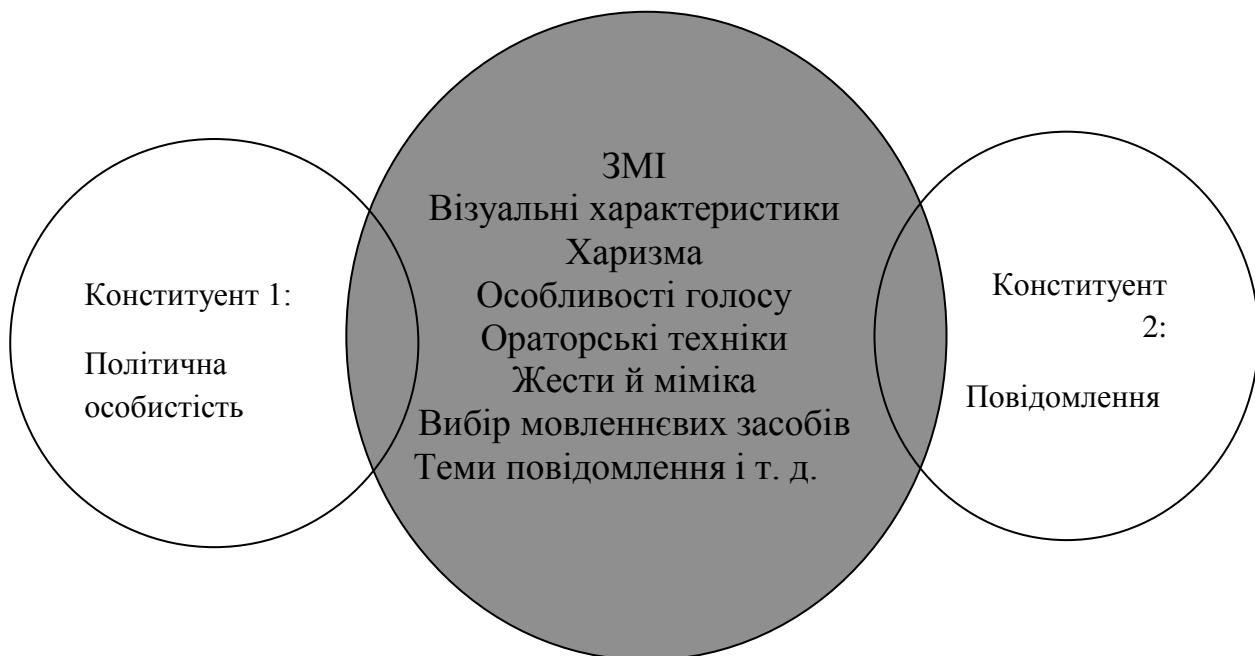 Конституент 1:
Політична
особистість
ЗМІ
Візуальні характеристики
Харизма
Особливості голосу
Ораторські техніки
Жести й міміка
Вибір мовленнєвих засобів
Теми повідомлення і т. д.
Конституент
2:
Повідомлення